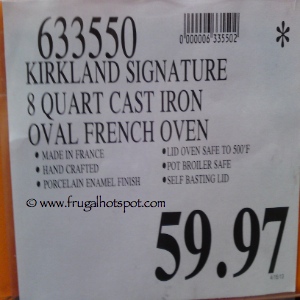 633550
0 000006 335502
*
KIRKLAND SIGNATURE
8 QUART CAST IRON
OVAL FRENCH OVEN
• MADE IN FRANCE
• HAND CRAFTED
• PORCELAIN ENAMEL FINISH
• LID OVEN SAFE TO 500°F
• POT BROILER SAFE
• SELF BASTING LID
© www.frugalhotspot.com
59.97